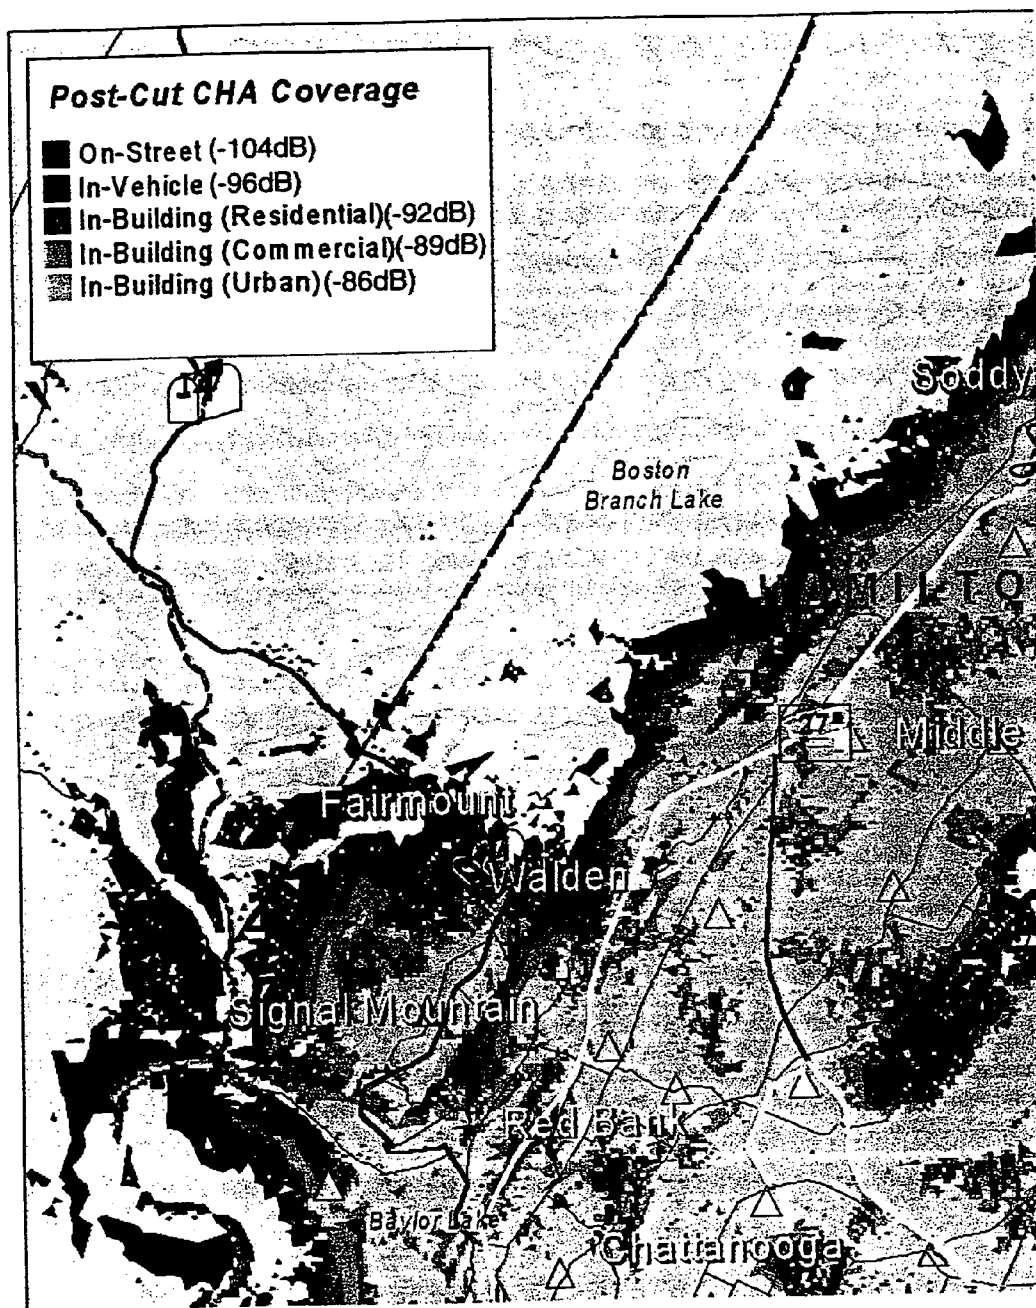 Post-Cut CHA Coverage
On-Street (-104dB)
In-Vehicle (-96dB)
In-Building (Residential)(-92dB)
In-Building (Commercial)(-89dB)
In-Building (Urban)(-86dB)
Soddy
Boston
Branch Lake
27
Middle
Fairmount
Walden
Signal Mountain
Red Bank
Baylor Lake
Chattanooga